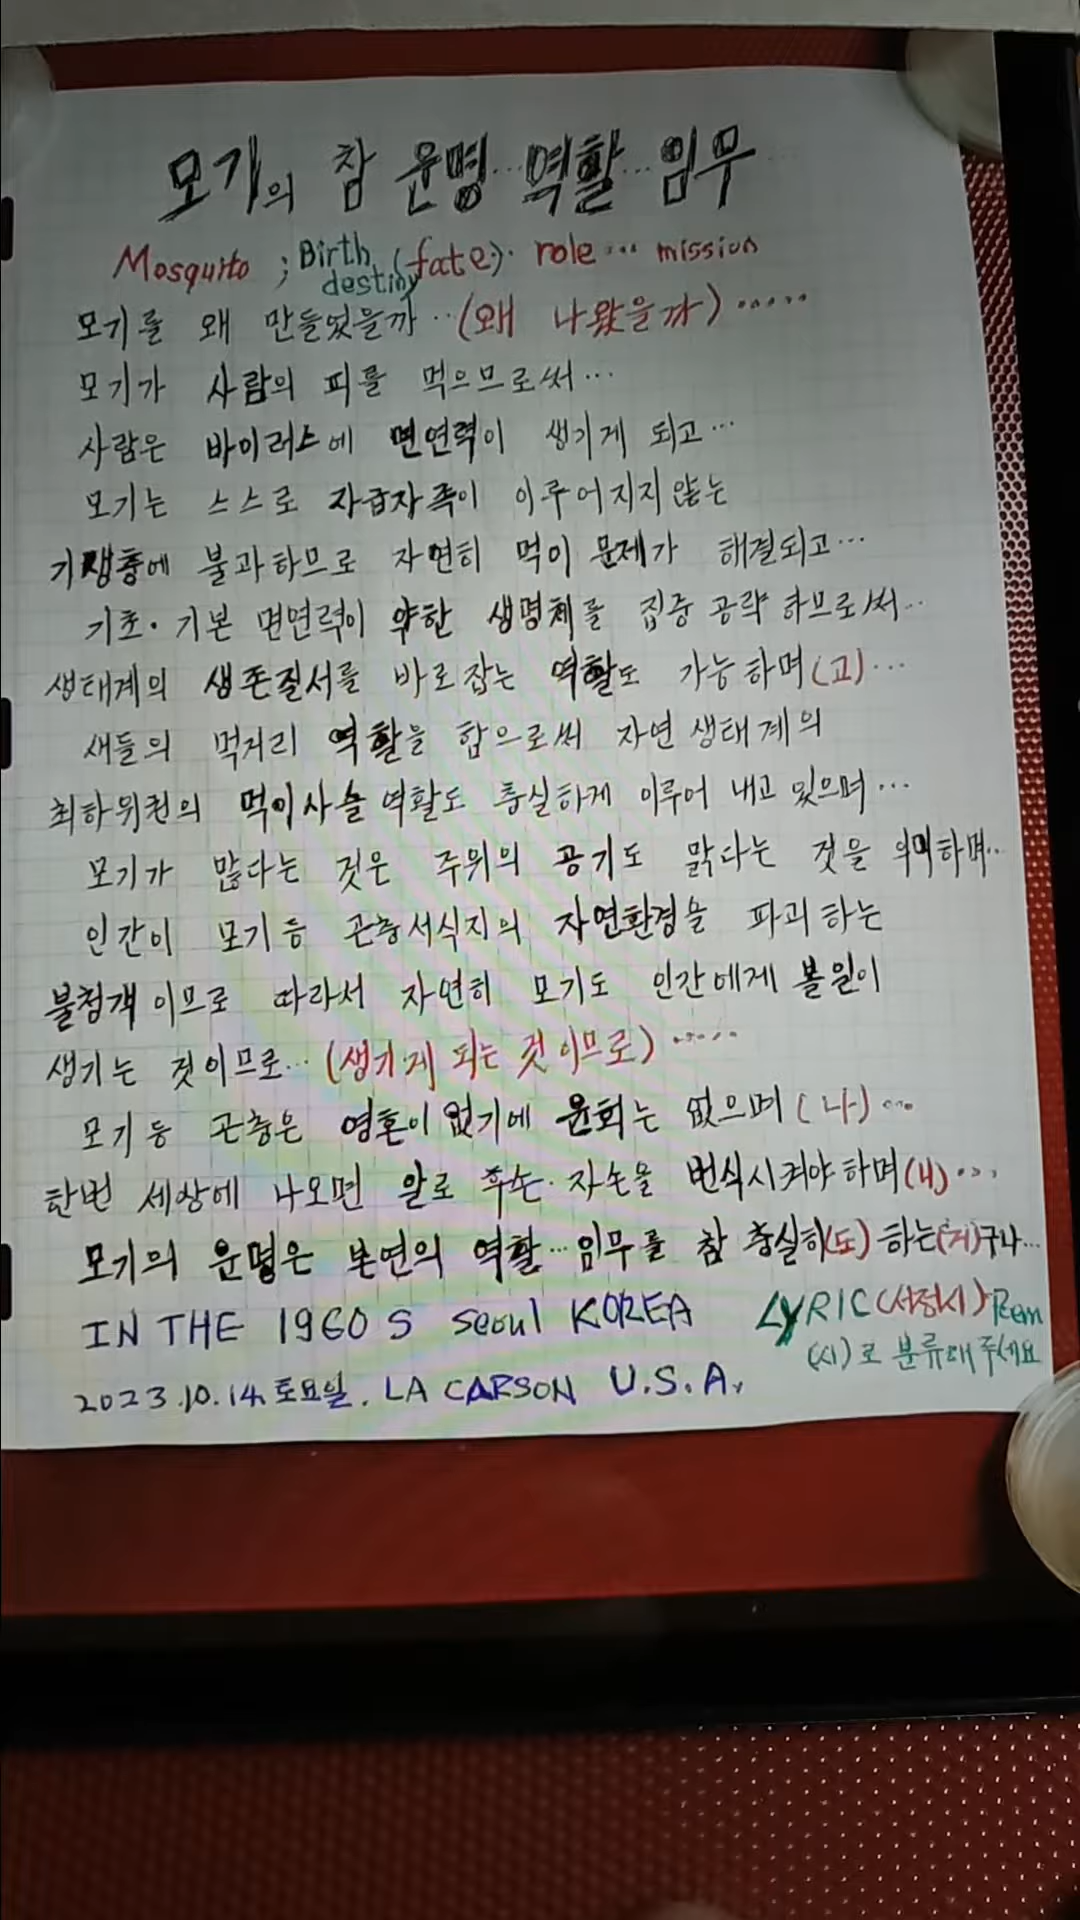 모기의 참 운명… 역할… 임무
Mosquito ; Birth destiny (fate).. role … mission
모기를 왜 만들었을까..(왜 나왔을까).....
모기가 사람의 피를 먹으므로써…
사람은 바이러스에 면연력이 생기게 되고…
모기는 스스로 자급자족이 이루어지지 않는
기생충에 불과하므로 자연히 먹이 문제가 해결되고…
기초·기본 면연력이 약한 생명체를 집중 공략하므로써…
생태계의 생존질서를 바로잡는 역할도 가능하며(고)…
새들의 먹거리 역할을 함으로써 자연 생태계의
최하위권의 먹이사슬 역할도 충실하게 이루어 내고 있으며…
모기가 많다는 것은 주위의 공기도 맑다는 것을 의미하며..
인간이 모기등 곤충서식지의 자연환경을 파괴하는
불청객이므로 따라서 자연히 모기도 인간에게 볼일이
생기는 것이므로…(생기게 되는 것이므로).....
모기등 곤충은 영혼이 없기에 윤회는 없으며(나)…
한번 세상에 나오면 알로 후손·자손을 번식시켜야하며(니)....
모기의 운명은 본연의 역할…임무를 참 충실히(도) 하는(게)구나…
IN THE 1960S Seoul KOREA
LYRIC(서정시)·Poem
(시)로 분류해 주세요
2023.10.14.토요일. LA CARSON U.S.A.